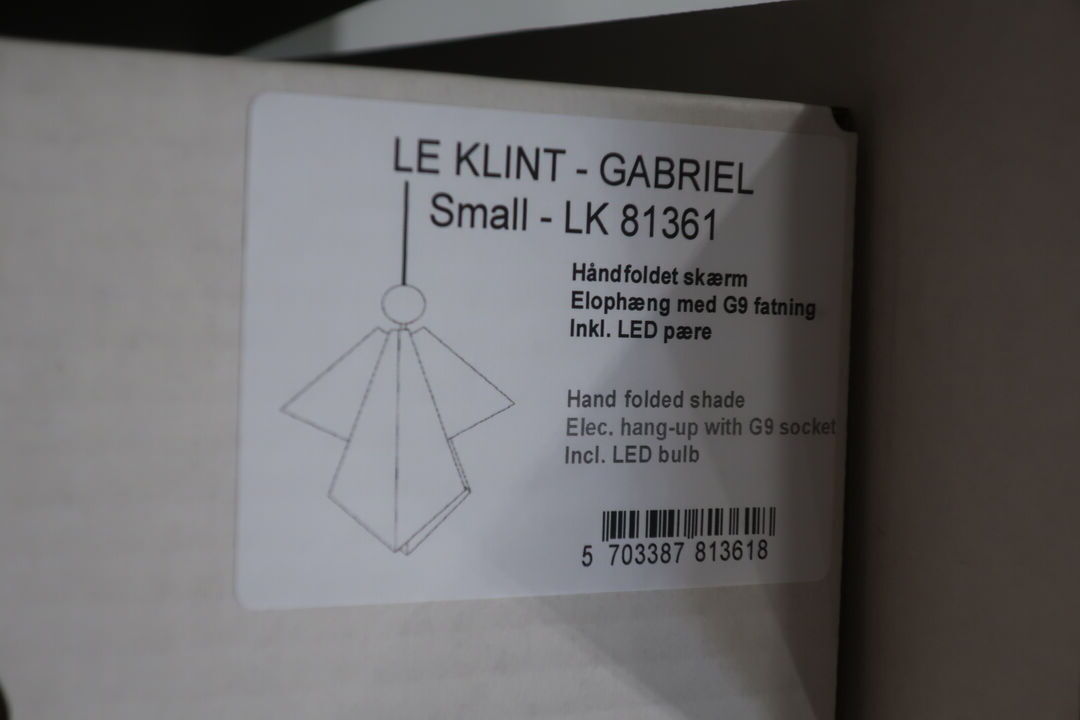 LE KLINT - GABRIEL
Small - LK 81361
Håndfoldet skærm
Elophæng med G9 fatning
Inkl. LED pære
Hand folded shade
Elec. hang-up with G9 socket
Incl. LED bulb
5 703387 813618